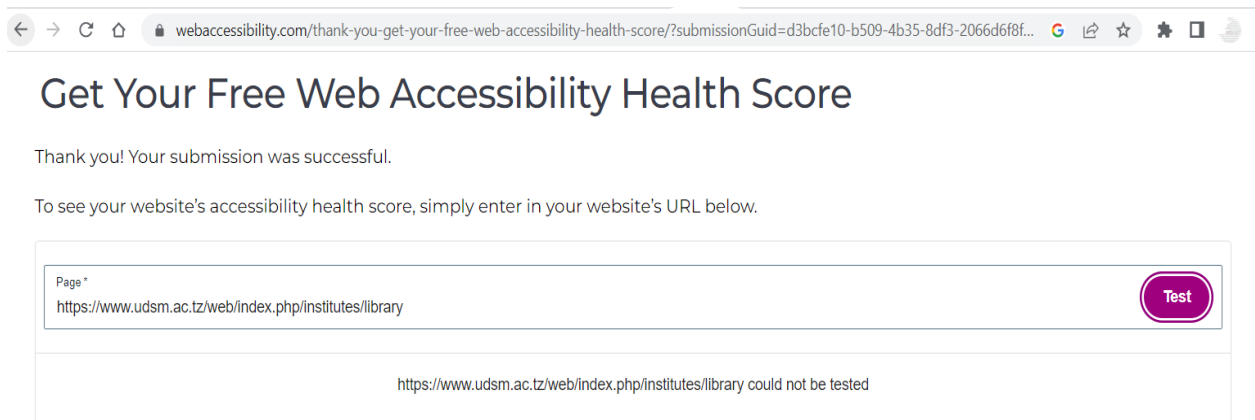 webaccessibility.com/thank-you-get-your-free-web-accessibility-health-score/?submissionGuid=d3bcfe10-b509-4b35-8df3-2066d6f8f...
Get Your Free Web Accessibility Health Score
Thank you! Your submission was successful.
To see your website's accessibility health score, simply enter in your website's URL below.
Page *
https://www.udsm.ac.tz/web/index.php/institutes/library
Test
https://www.udsm.ac.tz/web/index.php/institutes/library could not be tested